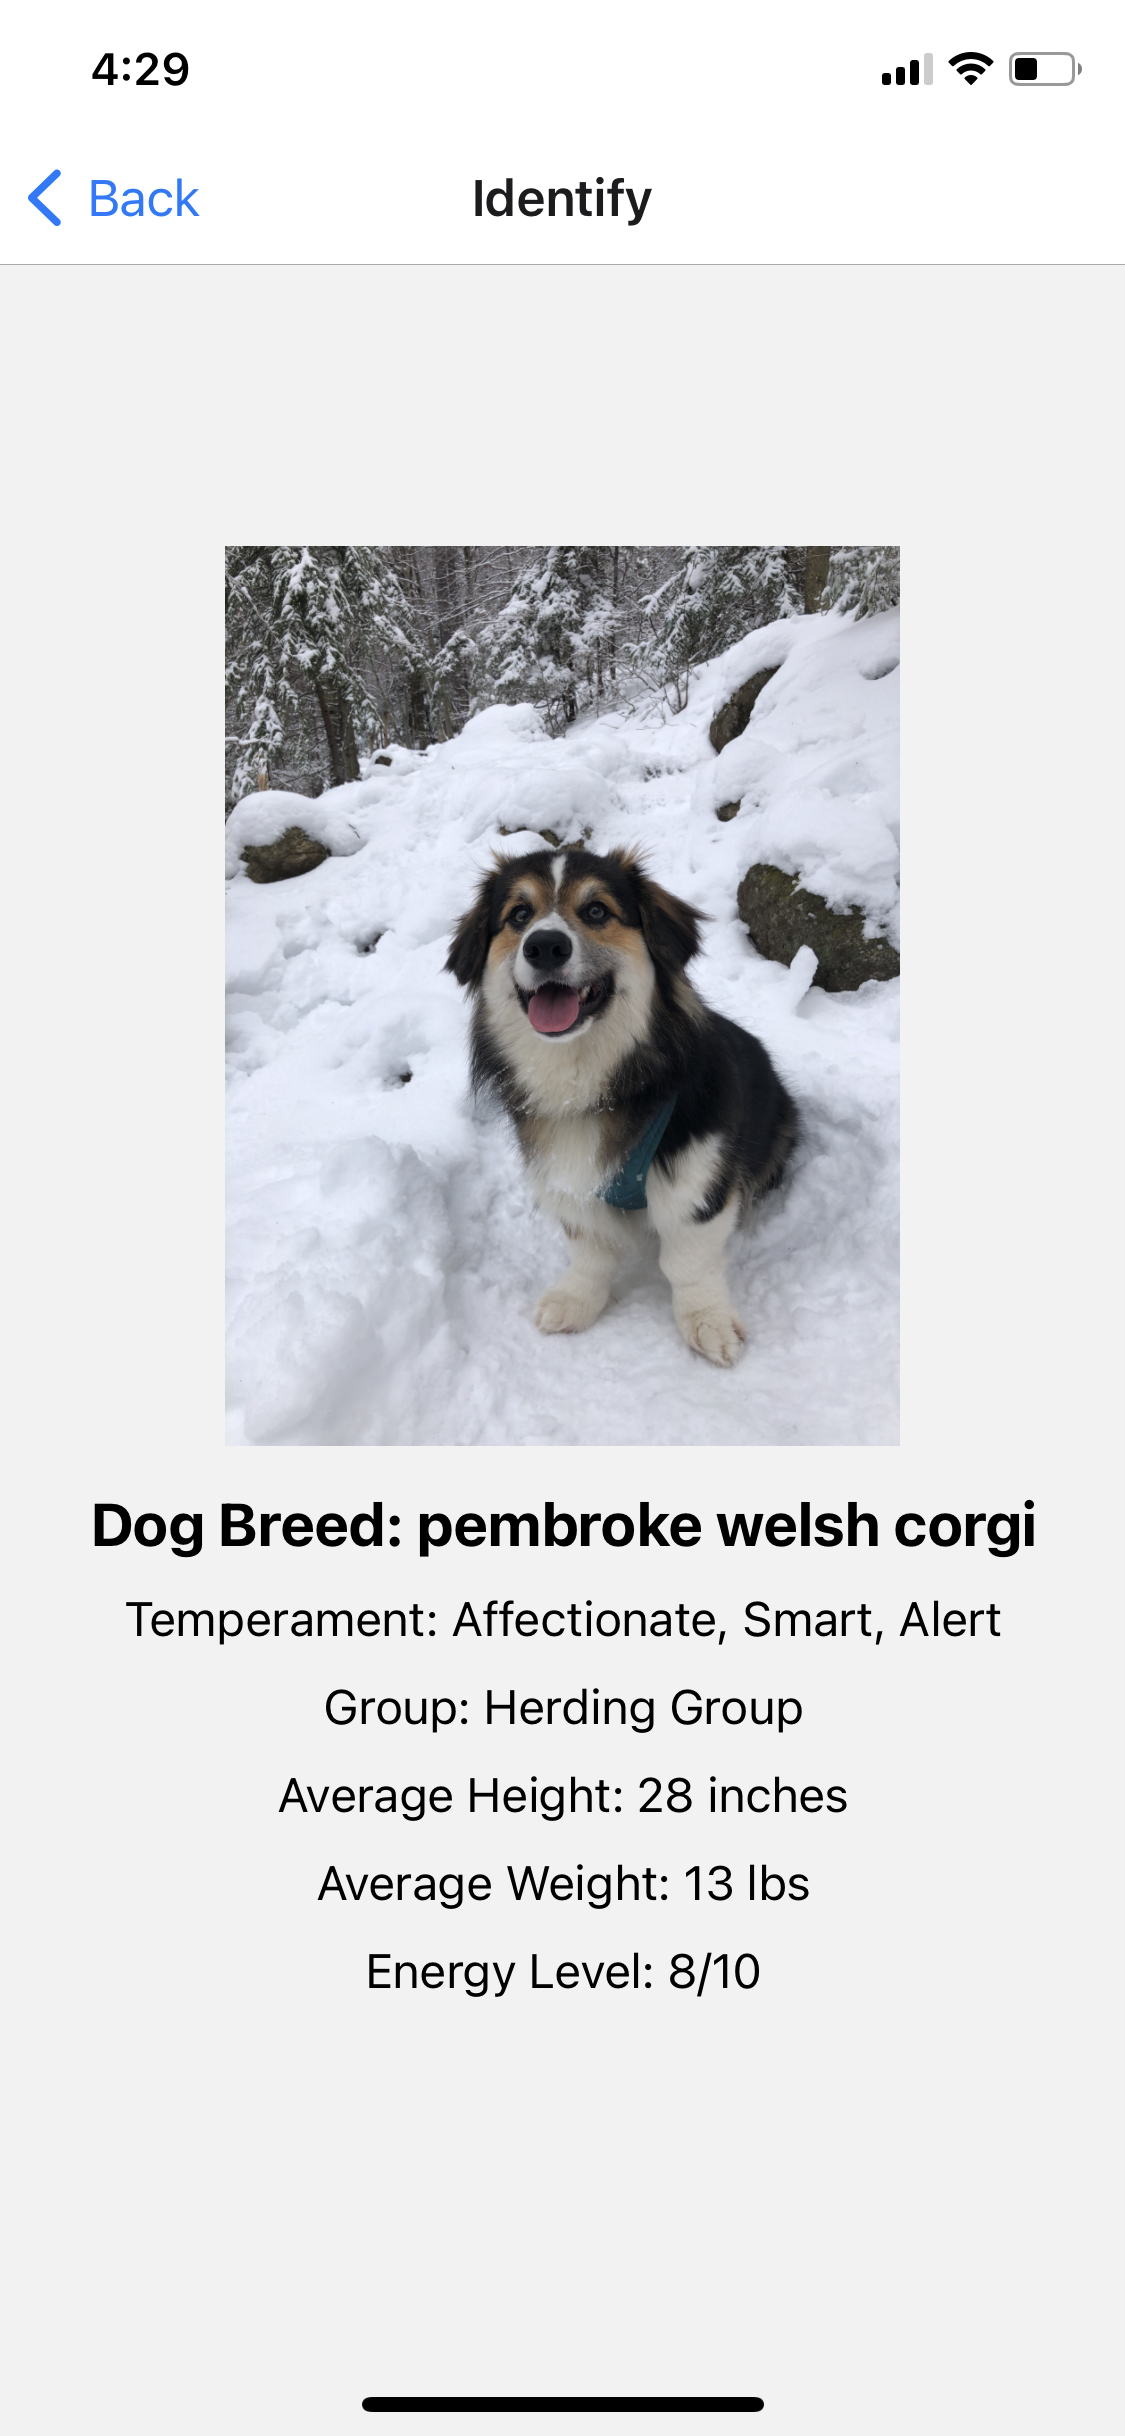 4:29
Back
Identify
Dog Breed: pembroke welsh corgi
Temperament: Affectionate, Smart, Alert
Group: Herding Group
Average Height: 28 inches
Average Weight: 13 lbs
Energy Level: 8/10